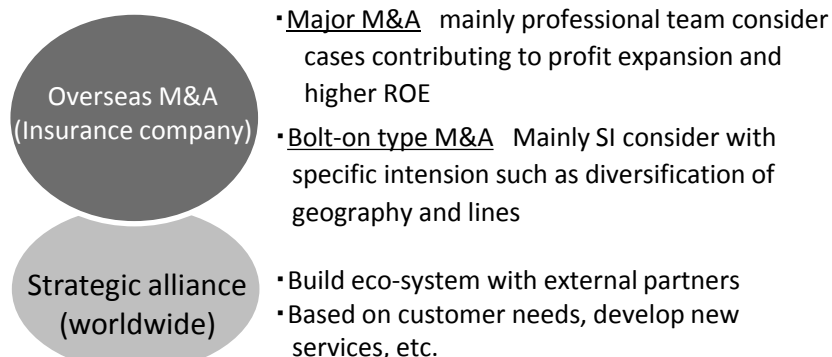 Overseas M&A
(Insurance company)
・Major M&A mainly professional team consider
cases contributing to profit expansion and
higher ROE
・Bolt-on type M&A Mainly SI consider with
specific intension such as diversification of
geography and lines
Strategic alliance
(worldwide)
・Build eco-system with external partners
・Based on customer needs, develop new
services, etc.